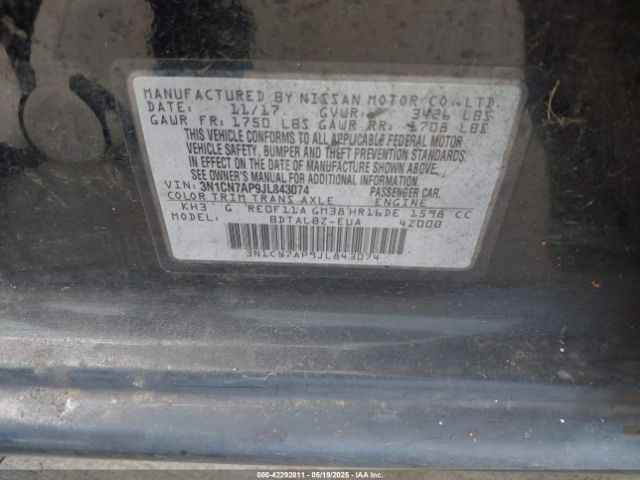 MANUFACTURED BY NISSAN MOTOR CO., LTD.
DATE: 11/17 GVWR: 3426 LBS
GAWR FR: 1750 LBS GAWR RR: 1708 LBS
THIS VEHICLE CONFORMS TO ALL APPLICABLE FEDERAL MOTOR
VEHICLE SAFETY, BUMPER AND THEFT PREVENTION STANDARDS
IN EFFECT ON THE DATE OF MANUFACTURE SHOWN ABOVE.
SEE OWNER'S MANUAL FOR ADDITIONAL INFORMATION
VIN: 3N1CN7AP9JL843074 PASSENGER CAR
COLOR TRIM TRANS AXLE ENGINE
KH3 G RE0F11A GM38 HR16DE 1598 CC
MODEL: BDTALBZ-EUA 4Z000
3N1CN7AP9JL843074
000-42292811 - 05/19/2025 - IAAI.COM